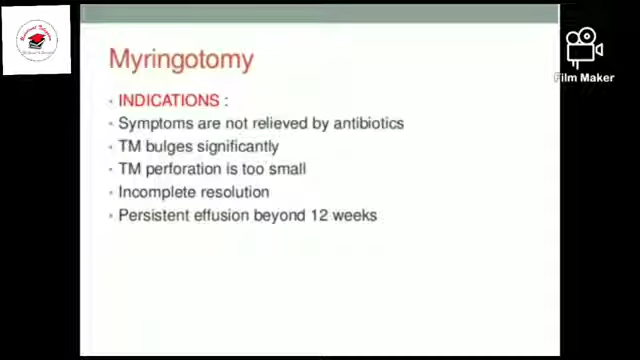 Myringotomy
INDICATIONS :
Symptoms are not relieved by antibiotics
TM bulges significantly
TM perforation is too small
Incomplete resolution
Persistent effusion beyond 12 weeks
Film Maker